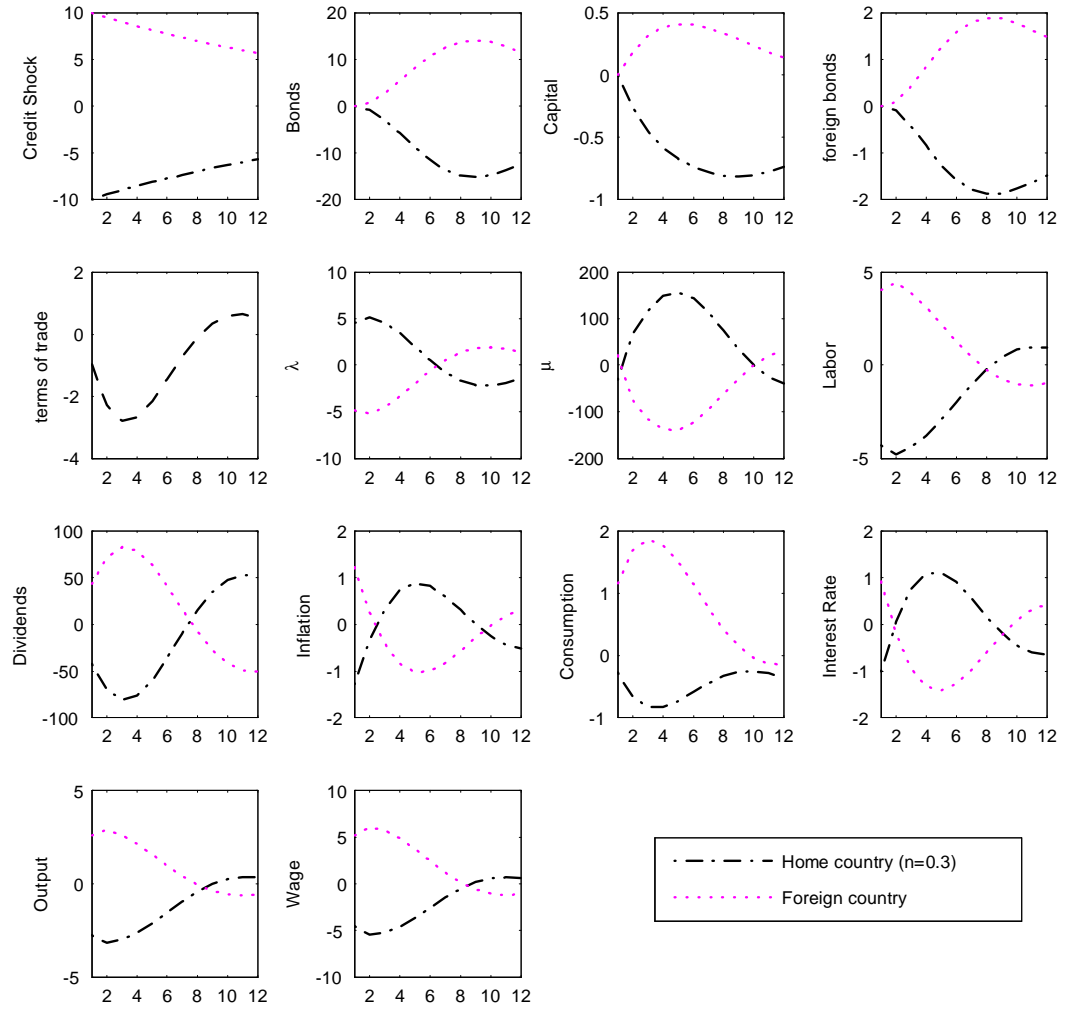 10
5
0
-5
-10
Credit Shock
2 4 6 8 10 12
20
10
0
-10
-20
Bonds
2 4 6 8 10 12
0.5
0
-0.5
-1
Capital
2 4 6 8 10 12
2
1
0
-1
-2
foreign bonds
2 4 6 8 10 12
2
0
-2
-4
terms of trade
2 4 6 8 10 12
10
5
0
-5
-10
λ
2 4 6 8 10 12
200
100
0
-100
-200
μ
2 4 6 8 10 12
5
0
-5
Labor
2 4 6 8 10 12
100
50
0
-50
-100
Dividends
2 4 6 8 10 12
2
1
0
-1
-2
Inflation
2 4 6 8 10 12
2
1
0
-1
Consumption
2 4 6 8 10 12
2
1
0
-1
-2
Interest Rate
2 4 6 8 10 12
5
0
-5
Output
2 4 6 8 10 12
10
5
0
-5
-10
Wage
2 4 6 8 10 12
Home country (n=0.3)
Foreign country